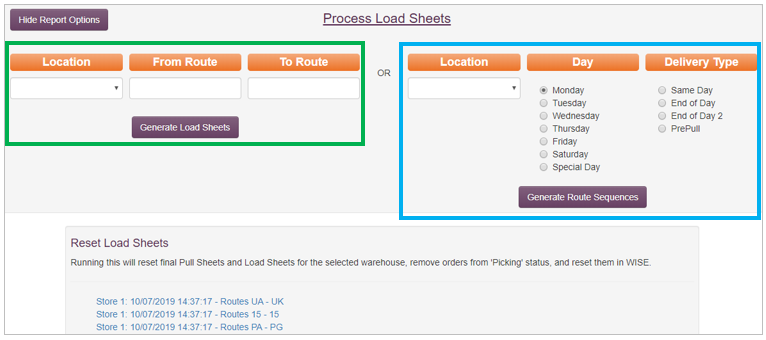 Hide Report Options
Process Load Sheets
Location From Route To Route
Generate Load Sheets
OR
Location Day Delivery Type
Monday Same Day
Tuesday End of Day
Wednesday End of Day 2
Thursday PrePull
Friday
Saturday
Special Day
Generate Route Sequences
Reset Load Sheets
Running this will reset final Pull Sheets and Load Sheets for the selected warehouse, remove orders from 'Picking' status, and reset them in WISE.
Store 1: 10/07/2019 14:37:17 - Routes UA - UK
Store 1: 10/07/2019 14:37:17 - Routes 15 - 15
Store 1: 10/07/2019 14:37:17 - Routes PA - PG